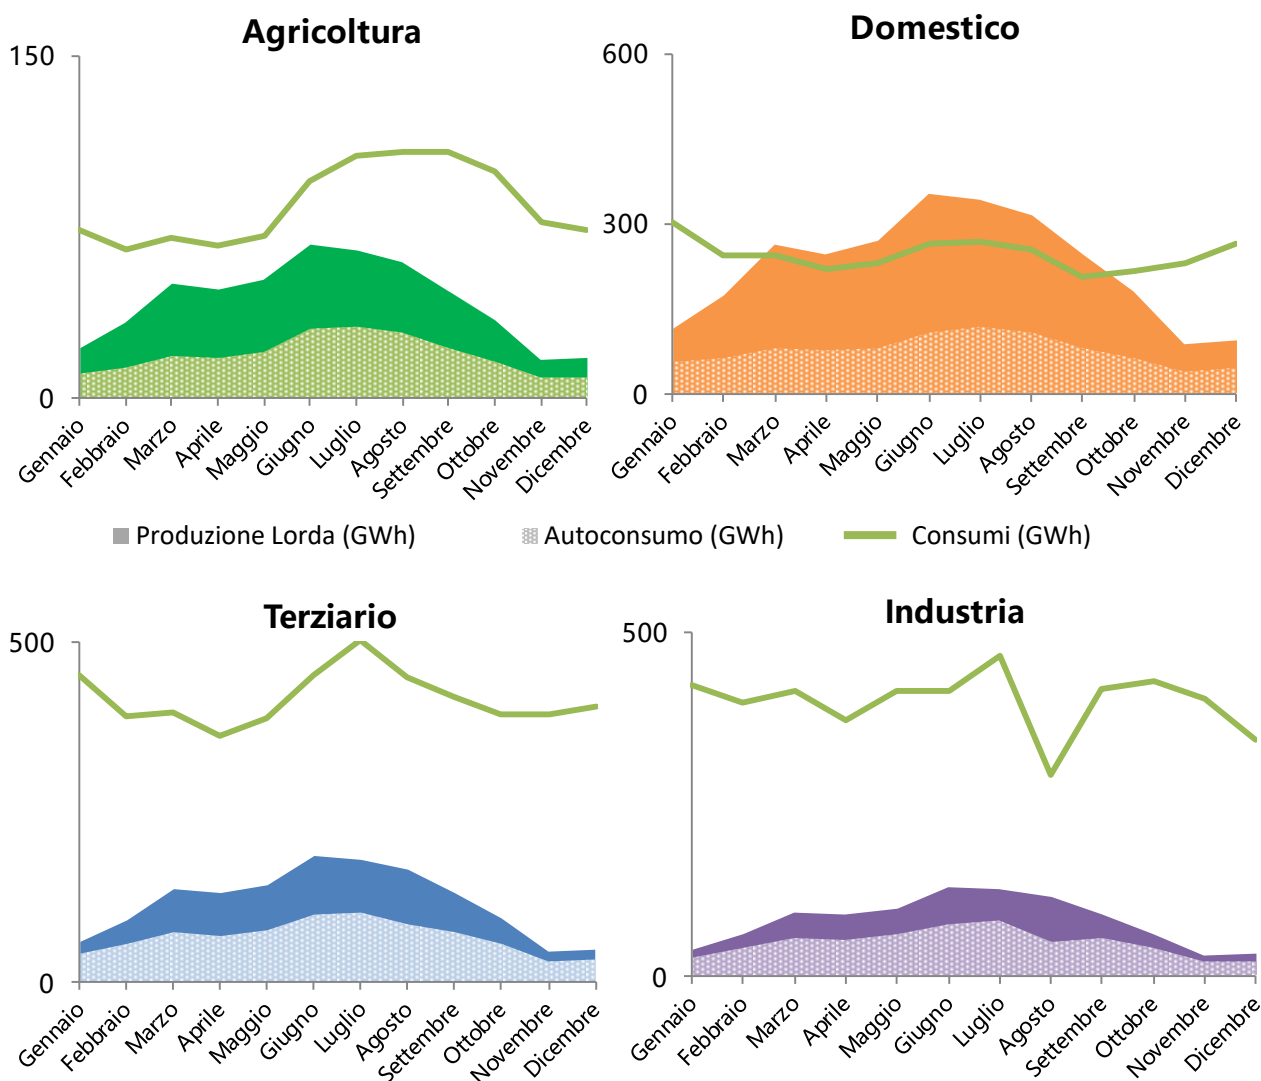 Agricoltura
150
0
Gennaio
Febbraio
Marzo
Aprile
Maggio
Giugno
Luglio
Agosto
Settembre
Ottobre
Novembre
Dicembre
Domestico
600
300
0
Gennaio
Febbraio
Marzo
Aprile
Maggio
Giugno
Luglio
Agosto
Settembre
Ottobre
Novembre
Dicembre
Produzione Lorda (GWh)
Autoconsumo (GWh)
Consumi (GWh)
Terziario
500
0
Gennaio
Febbraio
Marzo
Aprile
Maggio
Giugno
Luglio
Agosto
Settembre
Ottobre
Novembre
Dicembre
Industria
500
0
Gennaio
Febbraio
Marzo
Aprile
Maggio
Giugno
Luglio
Agosto
Settembre
Ottobre
Novembre
Dicembre